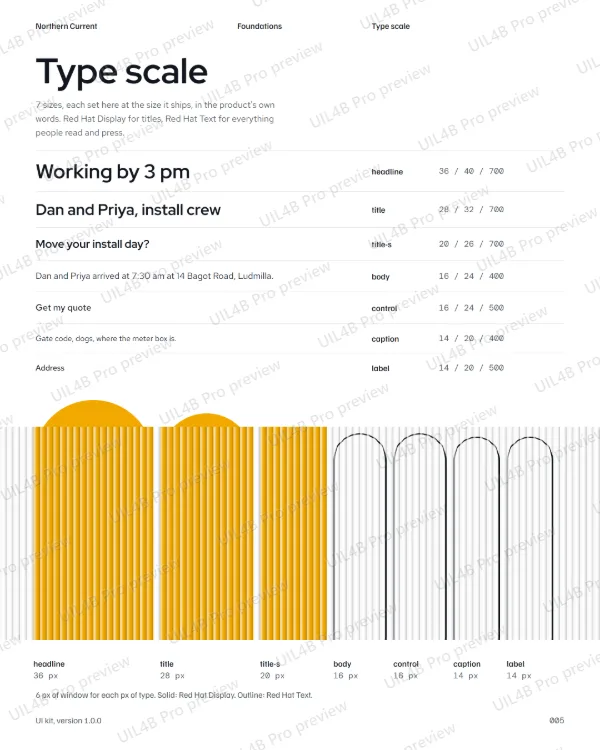 Northern Current
Foundations
Type scale
Type scale
7 sizes, each set here at the size it ships, in the product's own
words. Red Hat Display for titles, Red Hat Text for everything
people read and press.
Working by 3 pm
headline
36 / 40 / 700
Dan and Priya, install crew
title
28 / 32 / 700
Move your install day?
title-s
20 / 26 / 700
Dan and Priya arrived at 7:30 am at 14 Bagot Road, Ludmilla.
body
16 / 24 / 400
Get my quote
control
16 / 24 / 500
Gate code, dogs, where the meter box is.
caption
14 / 20 / 400
Address
label
14 / 20 / 500
headline
36 px
title
28 px
title-s
20 px
body
16 px
control
16 px
caption
14 px
label
14 px
6 px of window for each px of type. Solid: Red Hat Display. Outline: Red Hat Text.
UI kit, version 1.0.0
005
UIL4B Pro preview